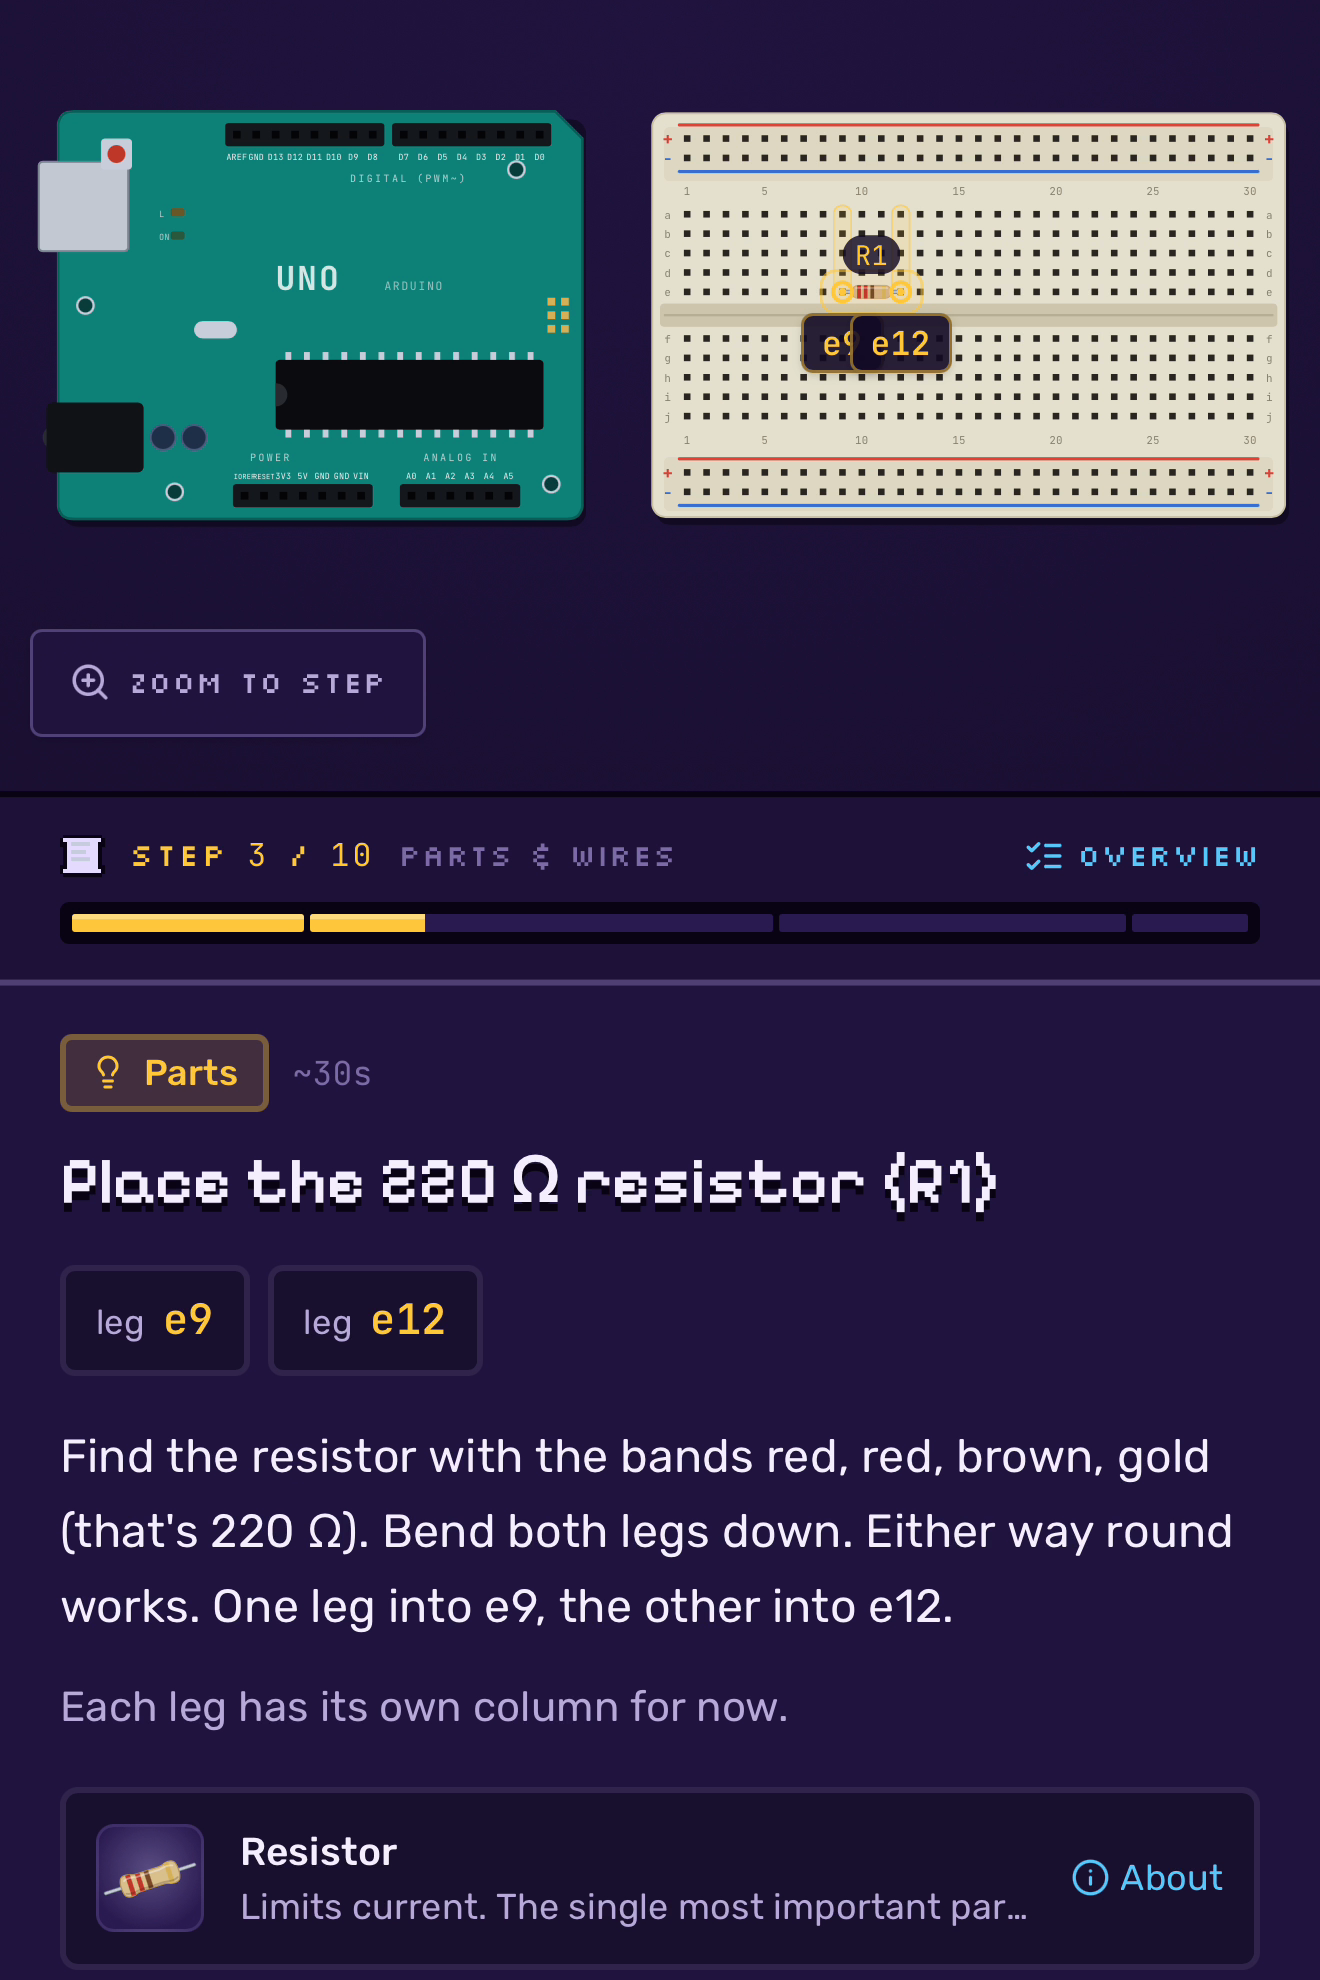 AREF GND D13 D12 D11 D10 D9 D8 D7 D6 D5 D4 D3 D2 D1 D0
DIGITAL (PWM~)
L
ON
UNO ARDUINO
POWER ANALOG IN
IOREF RESET 3V3 5V GND GND VIN A0 A1 A2 A3 A4 A5
+ +
- -
1 5 10 15 20 25 30
a a
b b
c R1 c
d d
e e
f f
g e9 e12 g
h h
i i
j j
1 5 10 15 20 25 30
+ +
- -
ZOOM TO STEP
STEP 3 / 10 PARTS & WIRES OVERVIEW
Parts ~30s
Place the 220 Ω resistor (R1)
leg e9 leg e12
Find the resistor with the bands red, red, brown, gold
(that's 220 Ω). Bend both legs down. Either way round
works. One leg into e9, the other into e12.
Each leg has its own column for now.
Resistor
Limits current. The single most important par…
About